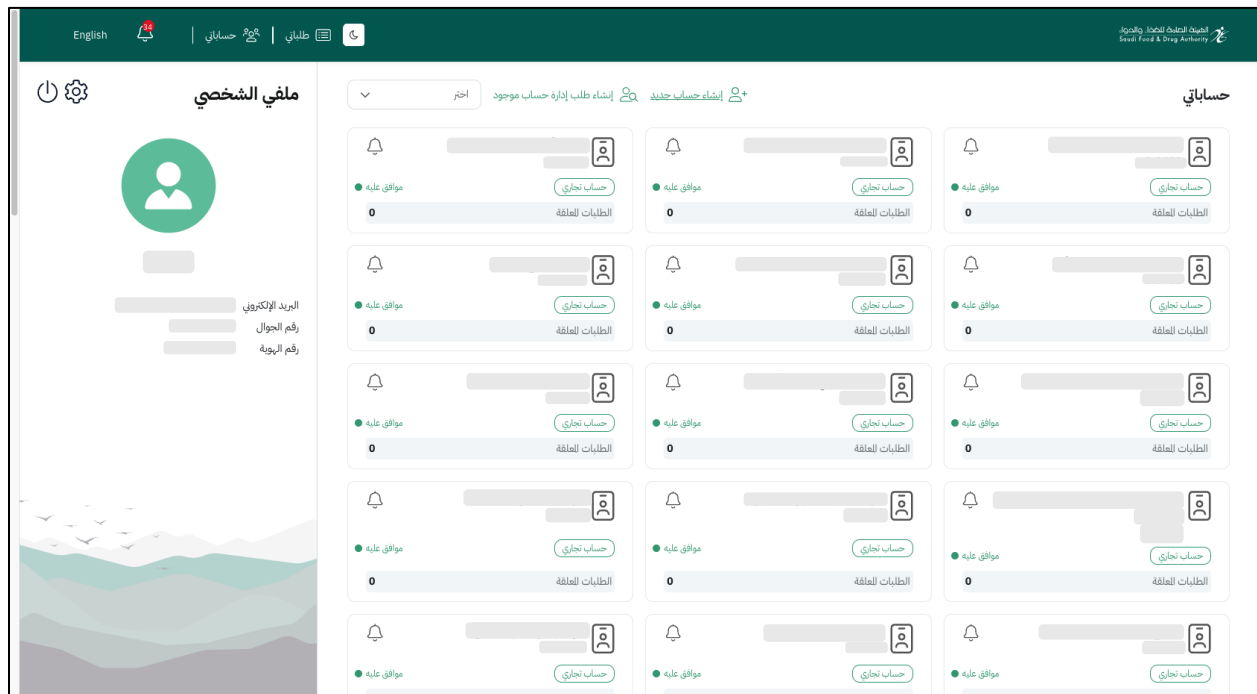 الهيئة العامة للغذاء والدواء
Saudi Food & Drug Authority
طلباتي
حساباتي
34
English
حساباتي
إنشاء حساب جديد
إنشاء طلب إدارة حساب موجود
اختر
ملفي الشخصي
حساب تجاري موافق عليه
الطلبات المعلقة 0
حساب تجاري موافق عليه
الطلبات المعلقة 0
حساب تجاري موافق عليه
الطلبات المعلقة 0
حساب تجاري موافق عليه
الطلبات المعلقة 0
حساب تجاري موافق عليه
الطلبات المعلقة 0
حساب تجاري موافق عليه
الطلبات المعلقة 0
حساب تجاري موافق عليه
الطلبات المعلقة 0
حساب تجاري موافق عليه
الطلبات المعلقة 0
حساب تجاري موافق عليه
الطلبات المعلقة 0
حساب تجاري موافق عليه
الطلبات المعلقة 0
حساب تجاري موافق عليه
الطلبات المعلقة 0
حساب تجاري موافق عليه
الطلبات المعلقة 0
حساب تجاري موافق عليه
حساب تجاري موافق عليه
حساب تجاري موافق عليه
البريد الإلكتروني
رقم الجوال
رقم الهوية